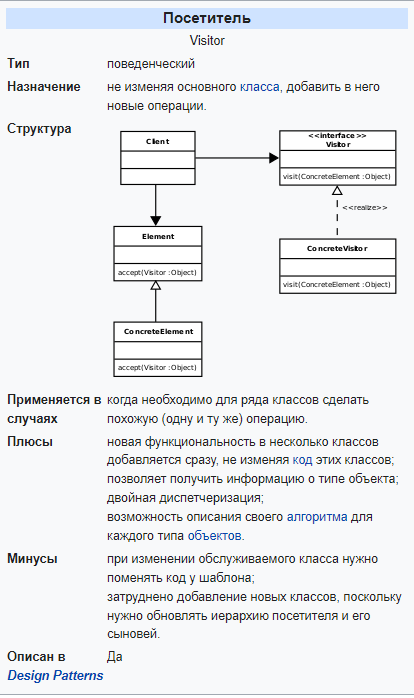 Посетитель
Visitor
Тип поведенческий
Назначение не изменяя основного класса, добавить в него
новые операции.
Структура
Client
<<interface>>
Visitor
visit(ConcreteElement : Object)
<<realize>>
Element
accept(Visitor : Object)
ConcreteVisitor
visit(ConcreteElement : Object)
ConcreteElement
accept(Visitor : Object)
Применяется в когда необходимо для ряда классов сделать
случаях похожую (одну и ту же) операцию.
Плюсы новая функциональность в несколько классов
добавляется сразу, не изменяя код этих классов;
позволяет получить информацию о типе объекта;
двойная диспетчеризация;
возможность описания своего алгоритма для
каждого типа объектов.
Минусы при изменении обслуживаемого класса нужно
поменять код у шаблона;
затруднено добавление новых классов, поскольку
нужно обновлять иерархию посетителя и его
сыновей.
Описан в Да
Design Patterns